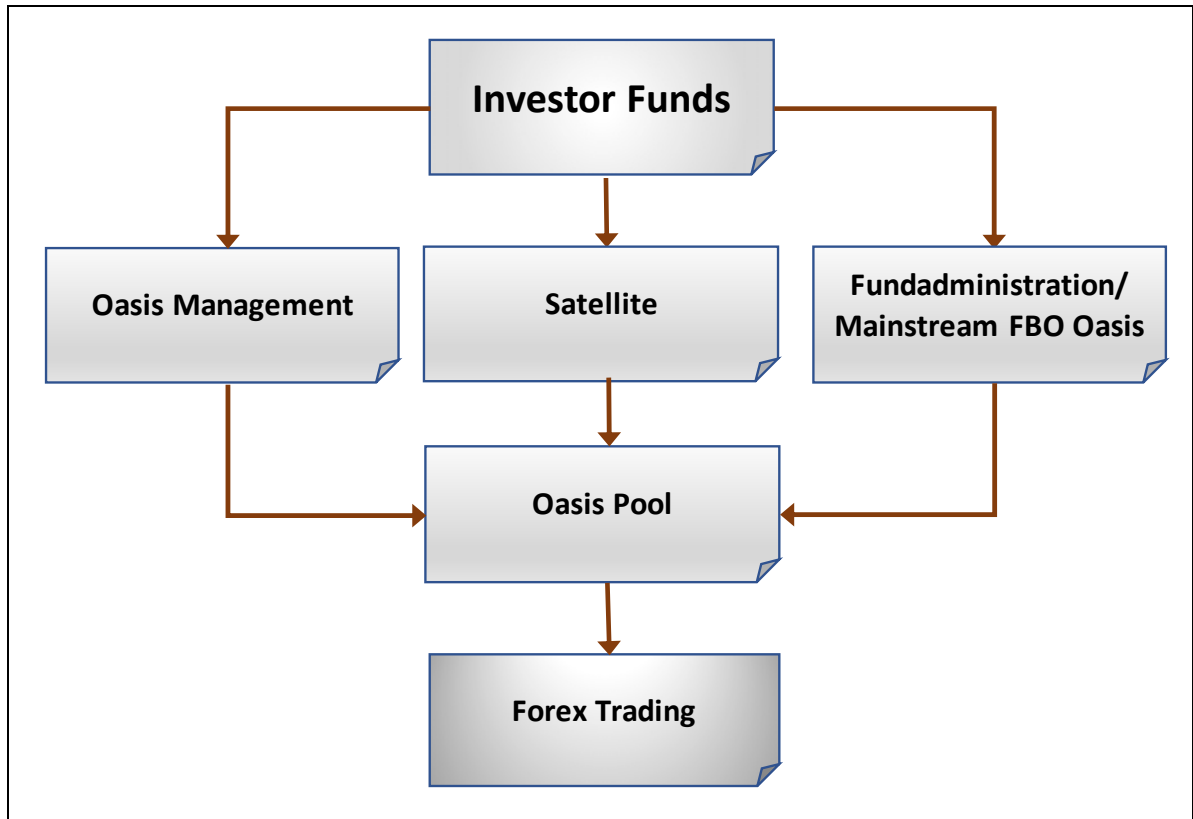 Investor Funds
Oasis Management
Satellite
Fundadministration/
Mainstream FBO Oasis
Oasis Pool
Forex Trading